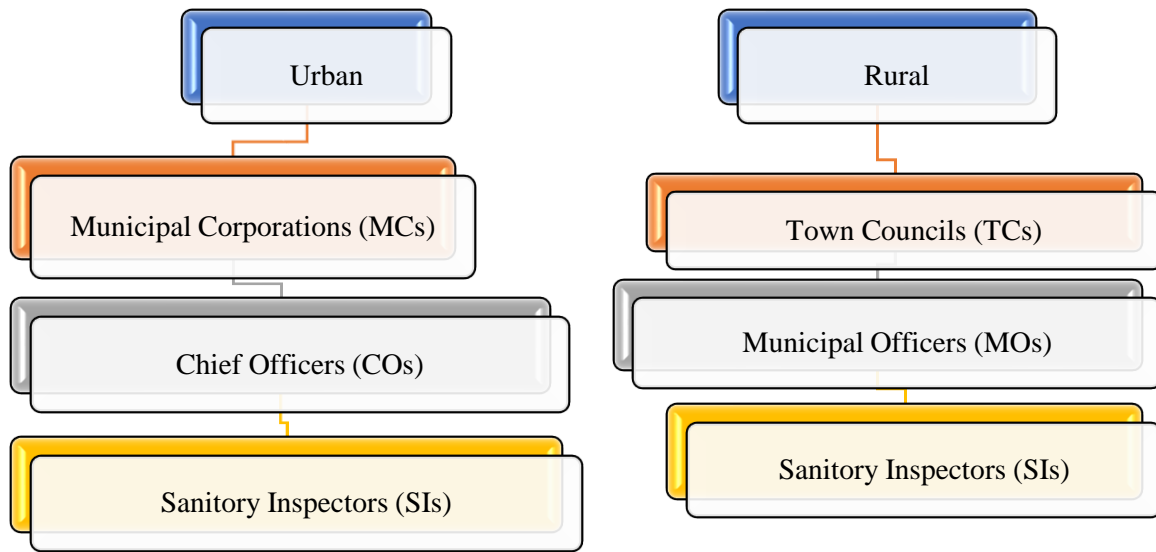 Urban
Municipal Corporations (MCs)
Chief Officers (COs)
Sanitory Inspectors (SIs)
Rural
Town Councils (TCs)
Municipal Officers (MOs)
Sanitory Inspectors (SIs)